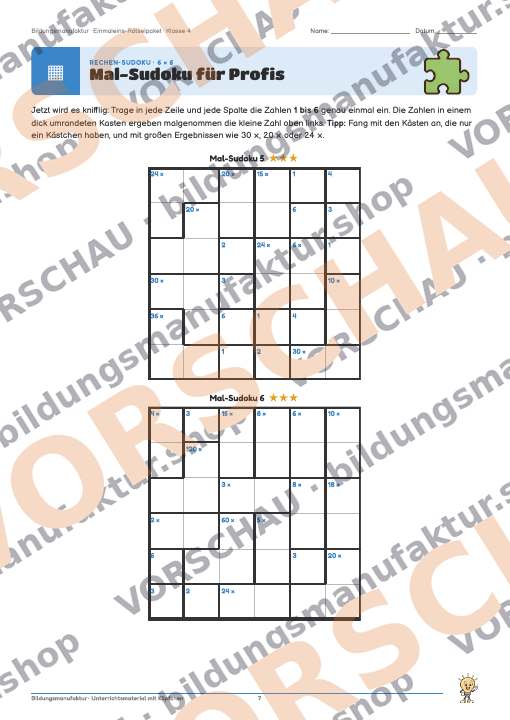 Bildungsmanufaktur · Einmaleins-Rätselpaket · Klasse 4
Name: Datum:
RECHEN-SUDOKU · 6 × 6
Mal-Sudoku für Profis
Jetzt wird es knifflig: Trage in jede Zeile und jede Spalte die Zahlen 1 bis 6 genau einmal ein. Die Zahlen in einem
dick umrandeten Kasten ergeben malgenommen die kleine Zahl oben links. Tipp: Fang mit den Kästen an, die nur
ein Kästchen haben, und mit großen Ergebnissen wie 30 ×, 20 × oder 24 ×.
Mal-Sudoku 5 ★★★
24 × 20 × 15 × 1 4
20 × 6 3
2 24 × 6 × 1
30 × 3 10 ×
36 × 6 1 4
1 2 30 ×
Mal-Sudoku 6 ★★★
4 × 3 15 × 6 × 10 ×
120 ×
3 × 8 × 18 ×
2 × 60 × 5 ×
3 20 ×
3 2 24 ×
Bildungsmanufaktur · Unterrichtsmaterial mit Köpfchen
7
VORSCHAU · bildungsmanufaktur.shop
VORSCHAU